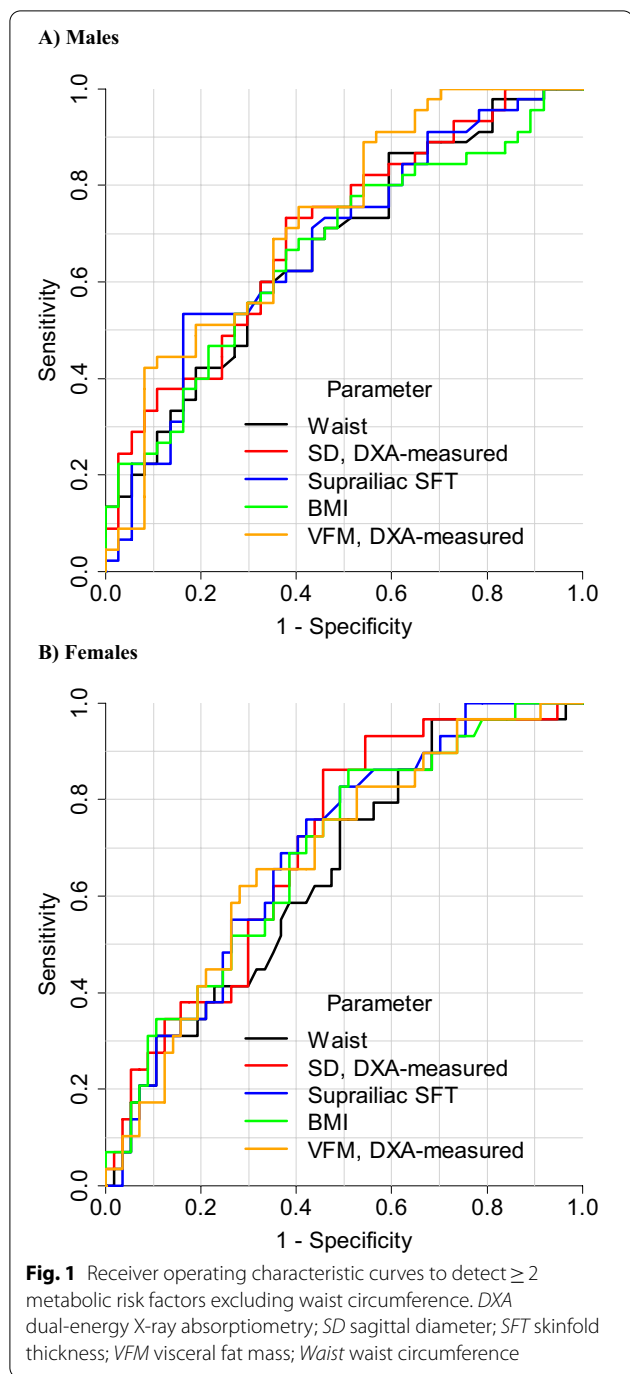 A) Males
1.0
0.8
0.6
0.4
0.2
0.0
Sensitivity
Parameter
Waist
SD, DXA-measured
Suprailiac SFT
BMI
VFM, DXA-measured
0.0 0.2 0.4 0.6 0.8 1.0
1 - Specificity
B) Females
1.0
0.8
0.6
0.4
0.2
0.0
Sensitivity
Parameter
Waist
SD, DXA-measured
Suprailiac SFT
BMI
VFM, DXA-measured
0.0 0.2 0.4 0.6 0.8 1.0
1 - Specificity
Fig. 1 Receiver operating characteristic curves to detect ≥ 2
metabolic risk factors excluding waist circumference. DXA
dual-energy X-ray absorptiometry; SD sagittal diameter; SFT skinfold
thickness; VFM visceral fat mass; Waist waist circumference